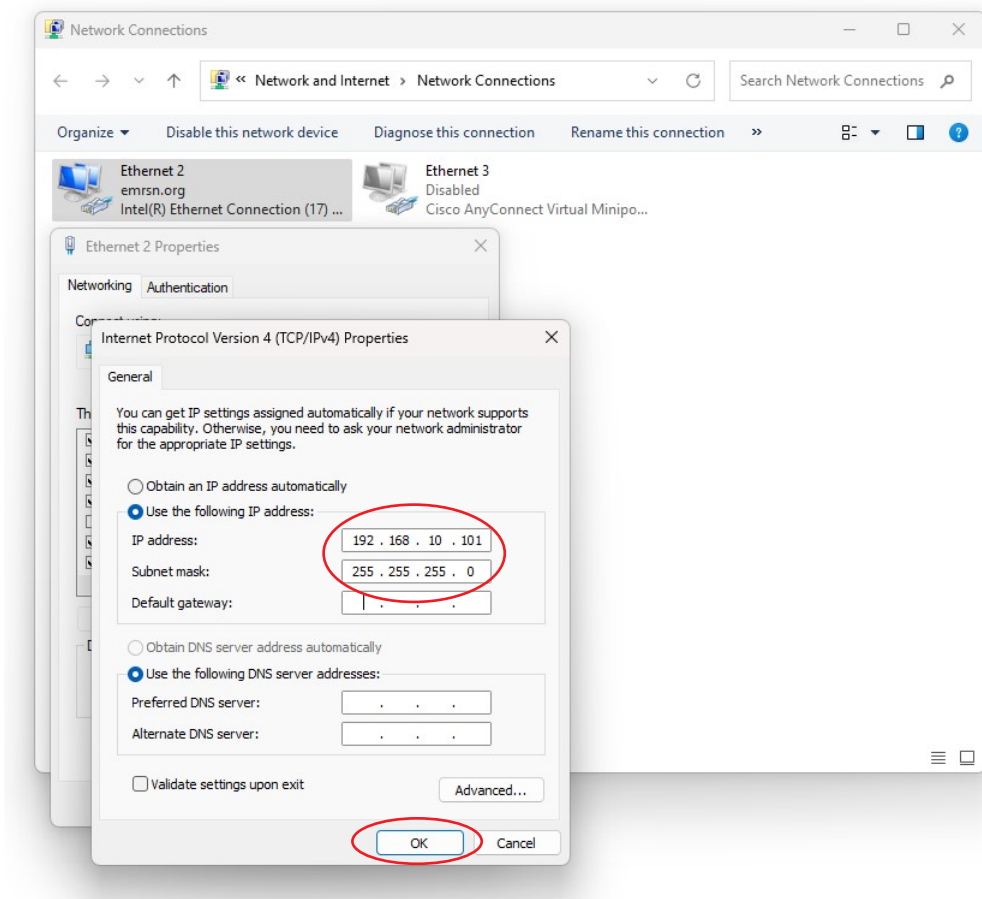 Network Connections
« Network and Internet > Network Connections
Search Network Connections
Organize Disable this network device Diagnose this connection Rename this connection »
Ethernet 2
emrsn.org
Intel(R) Ethernet Connection (17) ...
Ethernet 3
Disabled
Cisco AnyConnect Virtual Minipo...
Ethernet 2 Properties
Networking Authentication
Internet Protocol Version 4 (TCP/IPv4) Properties
General
You can get IP settings assigned automatically if your network supports
this capability. Otherwise, you need to ask your network administrator
for the appropriate IP settings.
Obtain an IP address automatically
Use the following IP address:
IP address: 192 . 168 . 10 . 101
Subnet mask: 255 . 255 . 255 . 0
Default gateway: . . .
Obtain DNS server address automatically
Use the following DNS server addresses:
Preferred DNS server: . . .
Alternate DNS server: . . .
Validate settings upon exit
Advanced...
OK Cancel